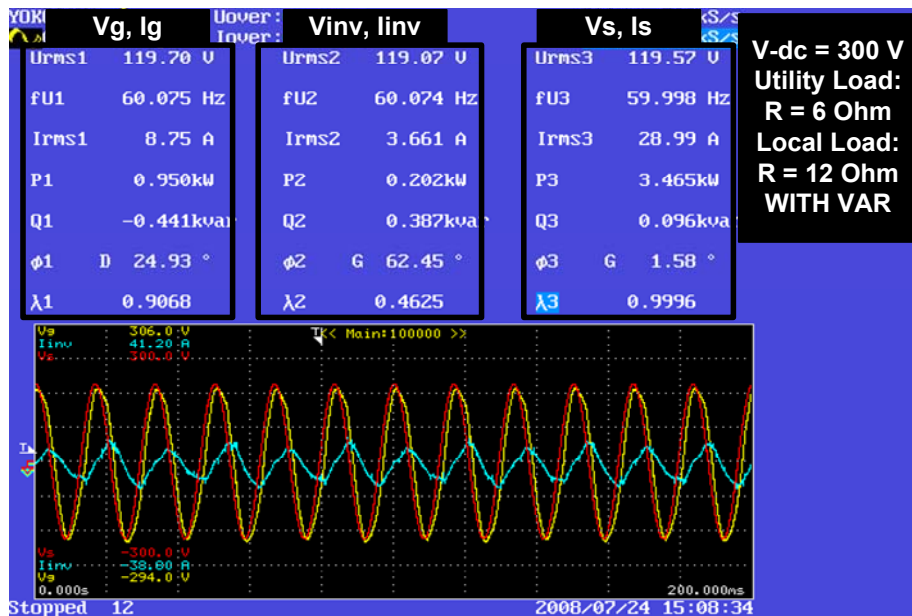 Uover:
Iover:
Vg, Ig
Vinv, Iinv
Vs, Is
Urms1 119.70 V
fU1 60.075 Hz
Irms1 8.75 A
P1 0.950kW
Q1 -0.441kvar
φ1 D 24.93 °
λ1 0.9068
Urms2 119.07 V
fU2 60.074 Hz
Irms2 3.661 A
P2 0.202kW
Q2 0.387kvar
φ2 G 62.45 °
λ2 0.4625
Urms3 119.57 V
fU3 59.998 Hz
Irms3 28.99 A
P3 3.465kW
Q3 0.096kva
φ3 G 1.58 °
λ3 0.9996
V-dc = 300 V
Utility Load:
R = 6 Ohm
Local Load:
R = 12 Ohm
WITH VAR
Vg 306.0 V
Iinv 41.20 A
Vs 300.0 V
<< Main:100000 >>
Vs -300.0 V
Iinv -38.80 A
Vg -294.0 V
0.000s
200.000ms
Stopped 12
2008/07/24 15:08:34